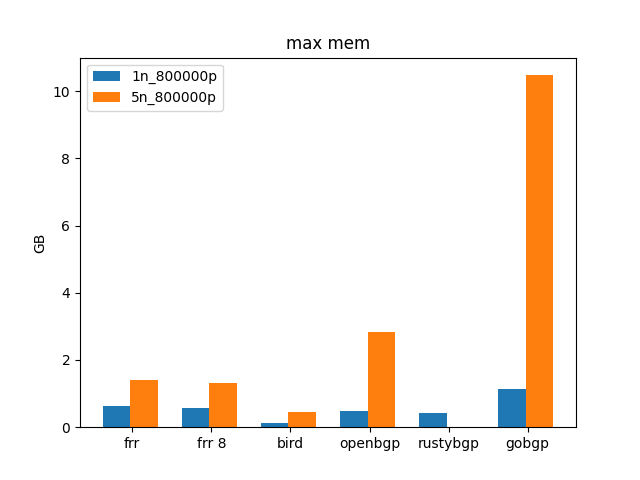 max mem
1n_800000p
5n_800000p
GB
10
8
6
4
2
0
frr frr 8 bird openbgp rustybgp gobgp